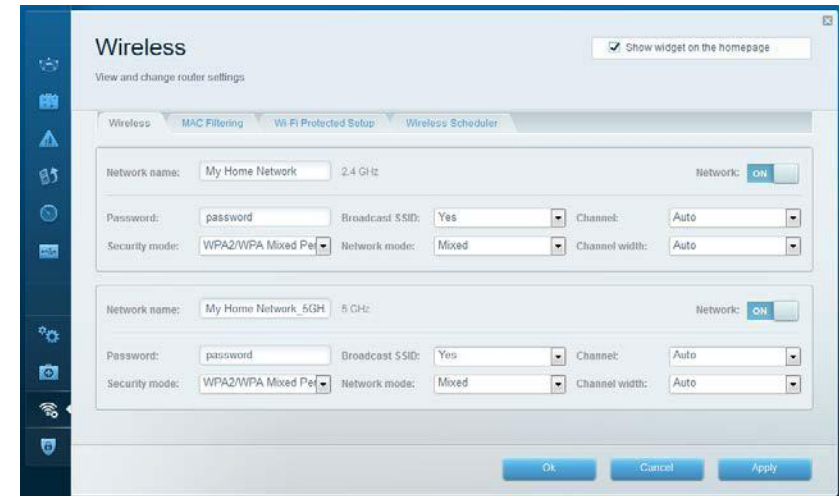 Wireless
Show widget on the homepage
View and change router settings
Wireless MAC Filtering Wi-Fi Protected Setup Wireless Scheduler
Network name: My Home Network 2.4 GHz Network: ON
Password: password Broadcast SSID: Yes Channel: Auto
Security mode: WPA2/WPA Mixed Per Network mode: Mixed Channel width: Auto
Network name: My Home Network_5GH 5 GHz Network: ON
Password: password Broadcast SSID: Yes Channel: Auto
Security mode: WPA2/WPA Mixed Per Network mode: Mixed Channel width: Auto
Ok Cancel Apply